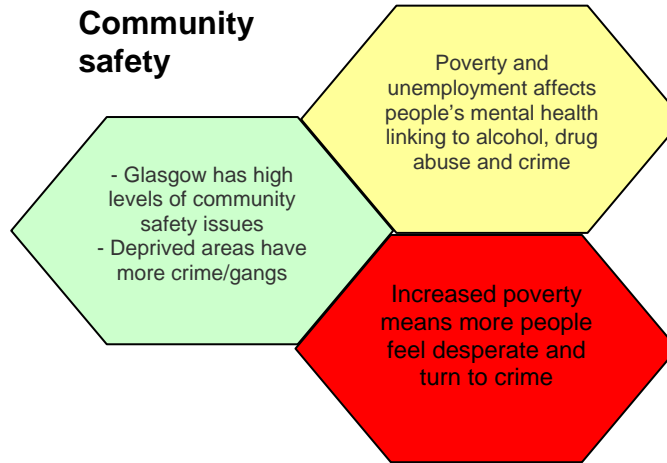 Community
safety
Poverty and
unemployment affects
people’s mental health
linking to alcohol, drug
abuse and crime
- Glasgow has high
levels of community
safety issues
- Deprived areas have
more crime/gangs
Increased poverty
means more people
feel desperate and
turn to crime